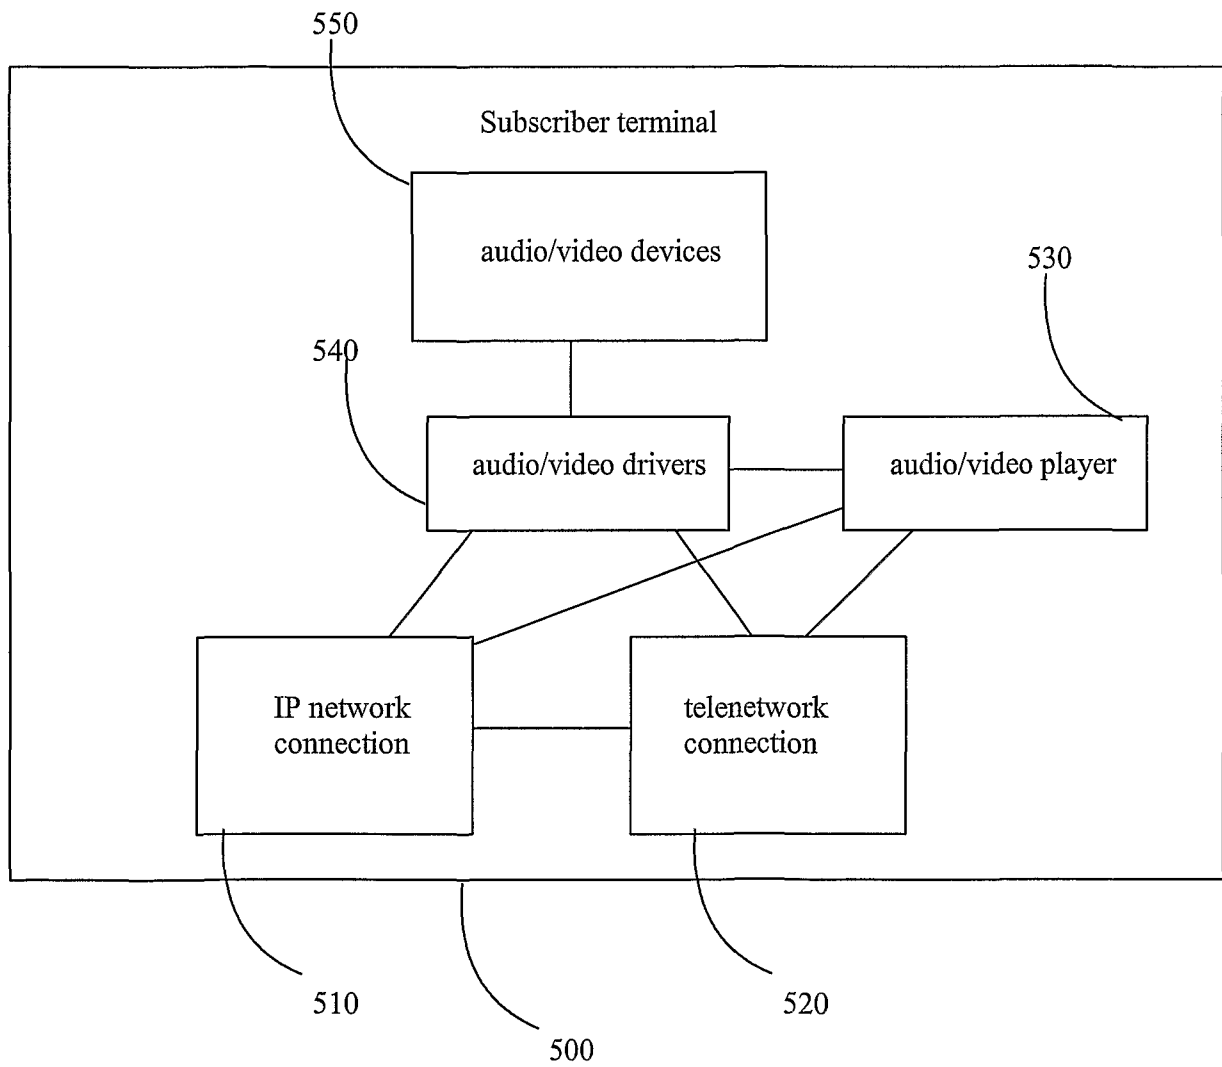 550
Subscriber terminal
audio/video devices
530
540
audio/video drivers
audio/video player
IP network
connection
telenetwork
connection
510
520
500